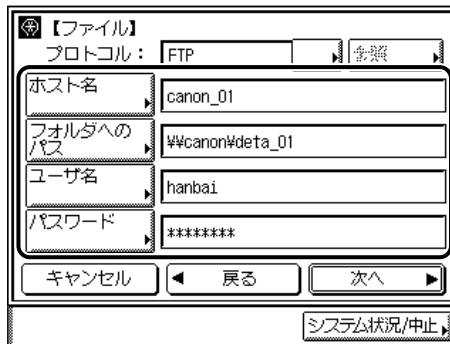 【ファイル】
プロトコル： FTP 参照
ホスト名 canon_01
フォルダへの
パス ¥¥canon¥deta_01
ユーザ名 hanbai
パスワード ********
キャンセル 戻る 次へ
システム状況/中止